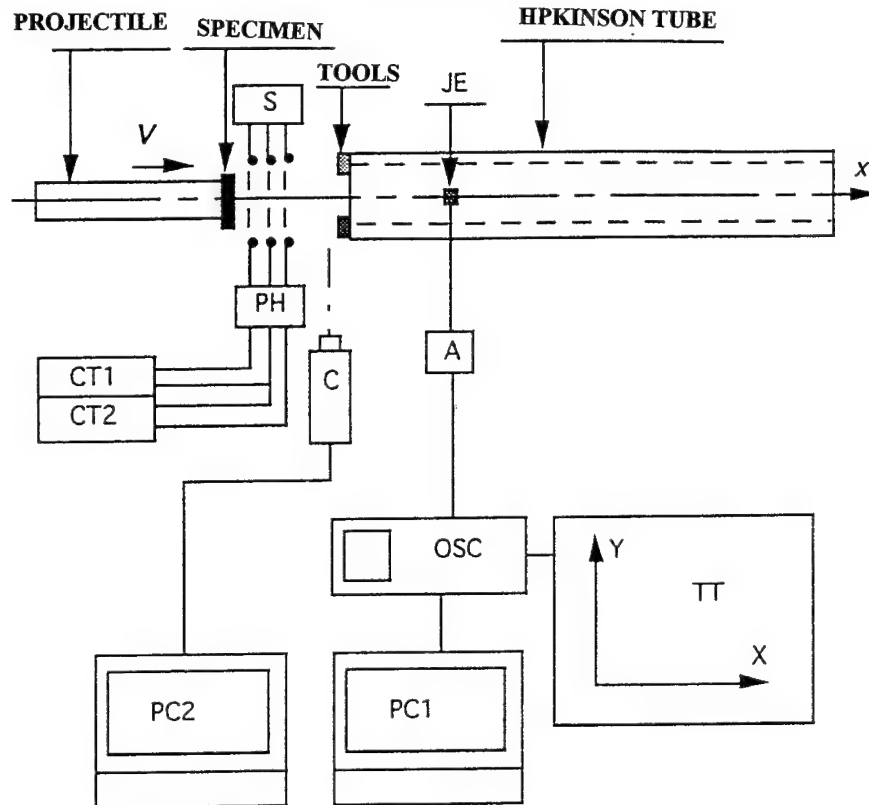 PROJECTILE
SPECIMEN
HPKINSON TUBE
TOOLS
JE
S
V
x
PH
A
C
CT1
CT2
OSC
Y
TT
X
PC2
PC1